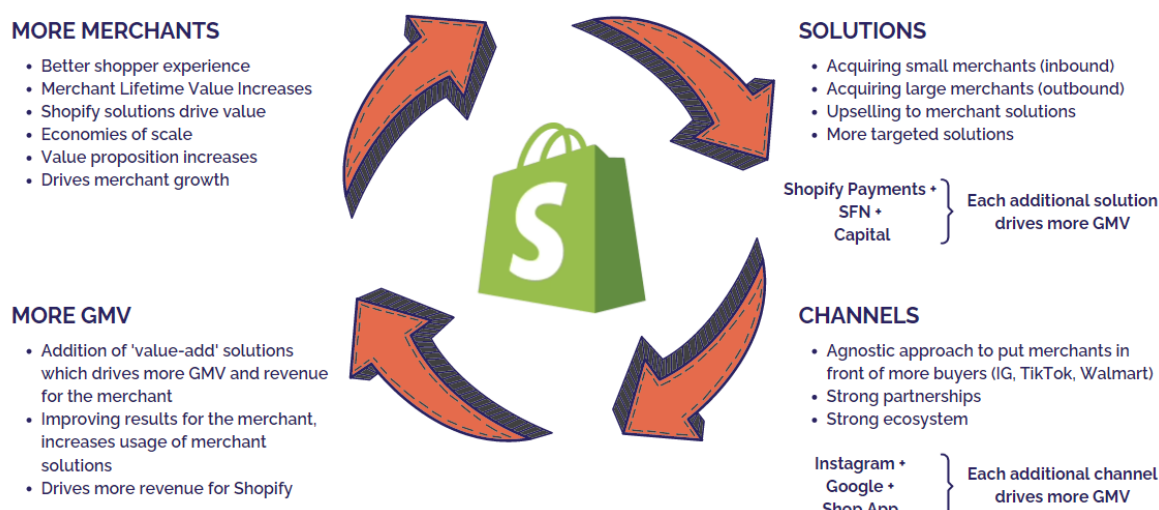 MORE MERCHANTS
• Better shopper experience
• Merchant Lifetime Value Increases
• Shopify solutions drive value
• Economies of scale
• Value proposition increases
• Drives merchant growth
SOLUTIONS
• Acquiring small merchants (inbound)
• Acquiring large merchants (outbound)
• Upselling to merchant solutions
• More targeted solutions
Shopify Payments +
SFN +
Capital
Each additional solution
drives more GMV
S
MORE GMV
• Addition of 'value-add' solutions
which drives more GMV and revenue
for the merchant
• Improving results for the merchant,
increases usage of merchant
solutions
• Drives more revenue for Shopify
CHANNELS
• Agnostic approach to put merchants in
front of more buyers (IG, TikTok, Walmart)
• Strong partnerships
• Strong ecosystem
Instagram +
Google +
Shop App
Each additional channel
drives more GMV